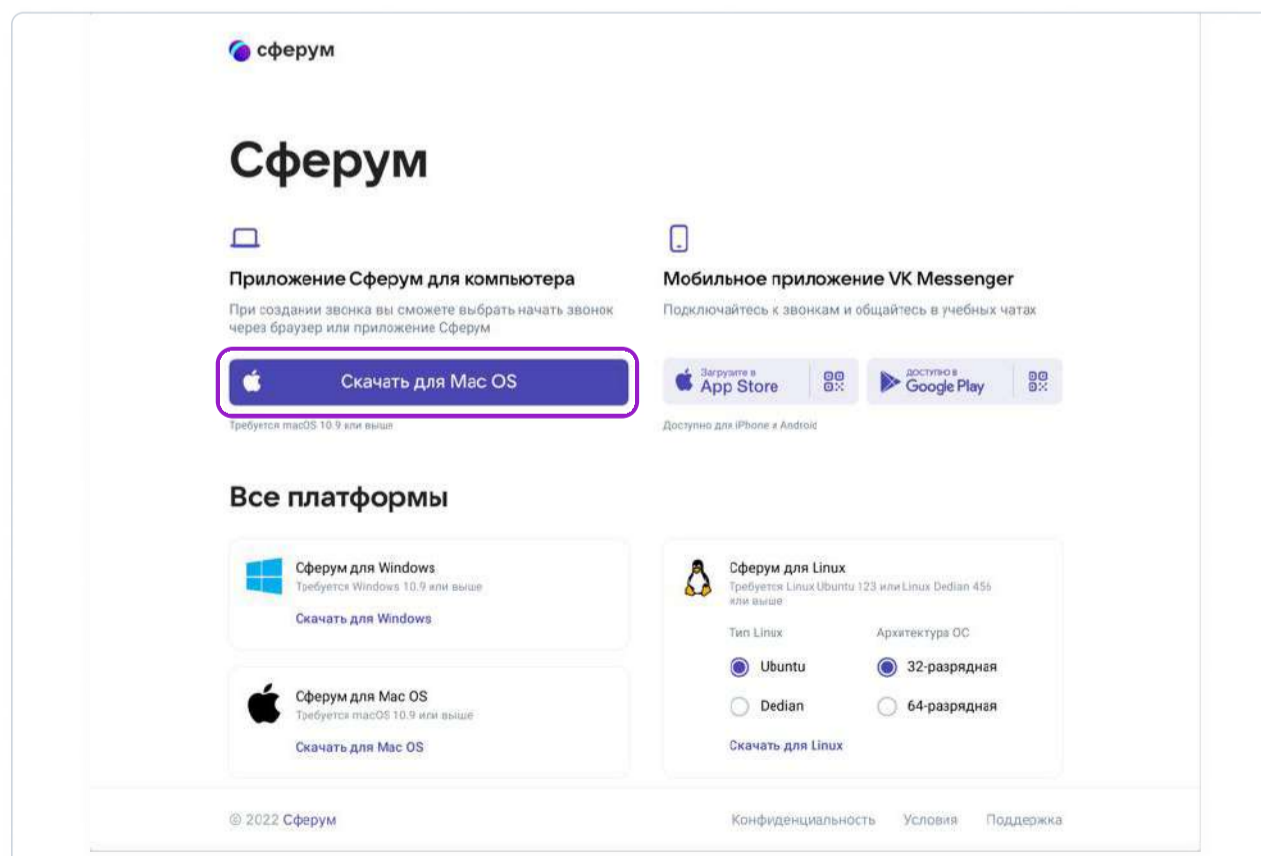 сферум
Сферум
Приложение Сферум для компьютера
При создании звонка вы сможете выбрать начать звонок
через браузер или приложение Сферум
Скачать для Mac OS
Требуется macOS 10.9 или выше
Мобильное приложение VK Messenger
Подключайтесь к звонкам и общайтесь в учебных чатах
Загрузите в
App Store
ДОСТУПНО В
Google Play
Доступно для iPhone и Android
Все платформы
Сферум для Windows
Требуется Windows 10.9 или выше
Скачать для Windows
Сферум для Mac OS
Требуется macOS 10.9 или выше
Скачать для Mac OS
Сферум для Linux
Требуется Linux Ubuntu 123 или Linux Dedian 456
или выше
Тип Linux
Архитектура ОС
Ubuntu
32-разрядная
Dedian
64-разрядная
Скачать для Linux
© 2022 Сферум
Конфиденциальность Условия Поддержка